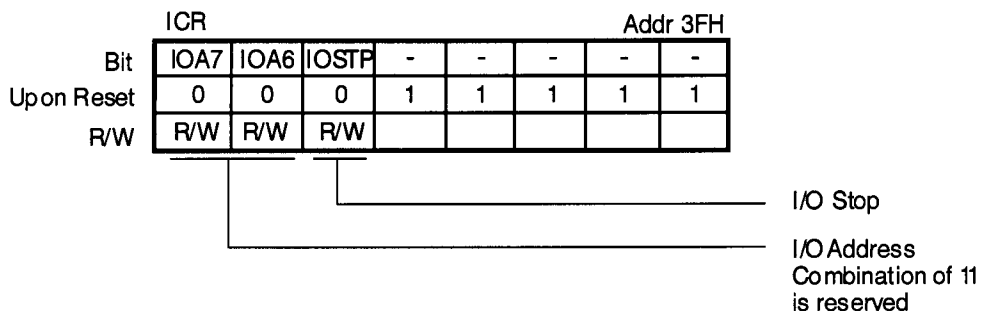 ICR Addr 3FH
Bit IOA7 IOA6 IOSTP - - - - -
Upon Reset 0 0 0 1 1 1 1 1
R/W R/W R/W R/W
I/O Stop
I/O Address
Combination of 11
is reserved